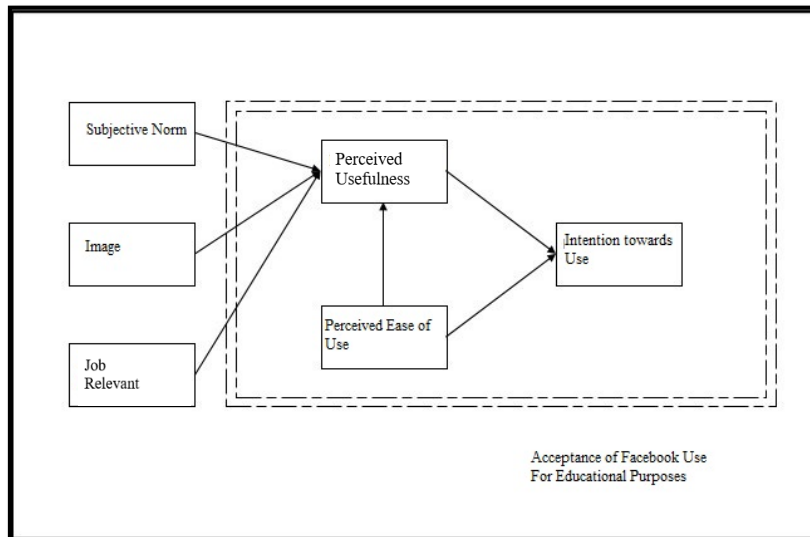 Subjective Norm
Image
Job
Relevant
Perceived
Usefulness
Perceived Ease of
Use
Intention towards
Use
Acceptance of Facebook Use
For Educational Purposes